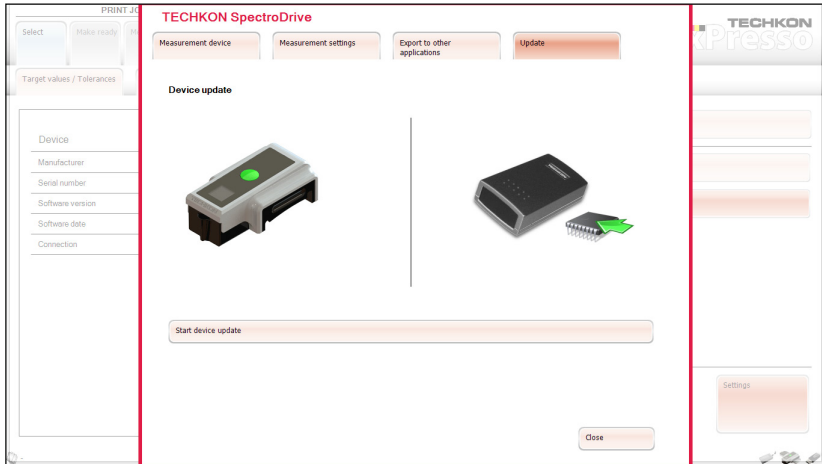 PRINT JO
TECHKON SpectroDrive
TECHKON
Presso
Select
Make ready
Measurement device
Measurement settings
Export to other
applications
Update
Target values / Tolerances
Device update
Device
Manufacturer
Serial number
Software version
Software date
Connection
Start device update
Settings
Close